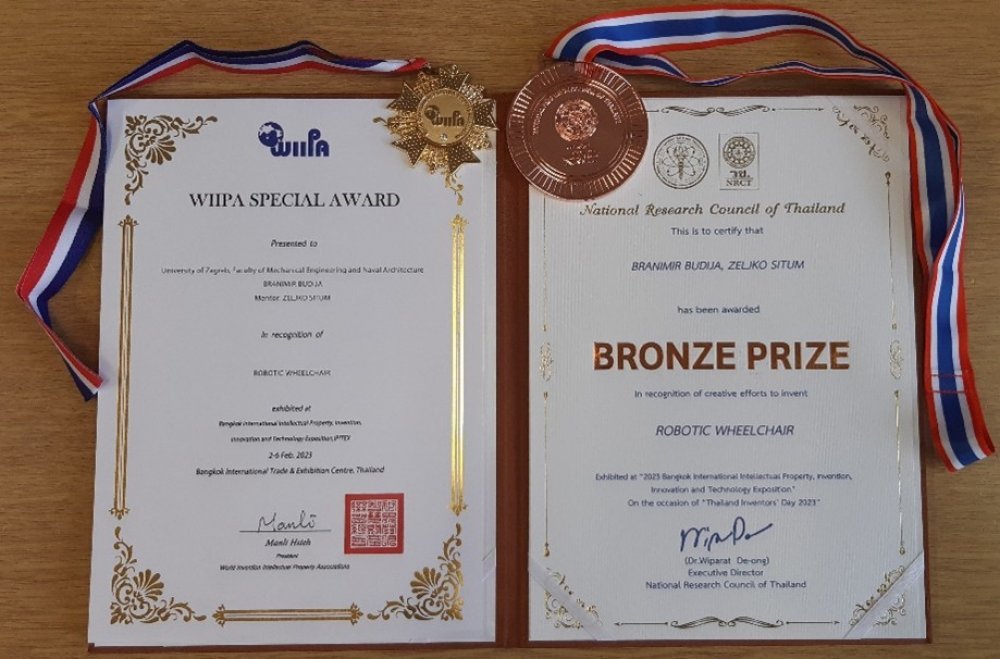 WIIPA
WIIPA SPECIAL AWARD
Presented to
University of Zagreb, Faculty of Mechanical Engineering and Naval Architecture
BRANIMIR BUDIJA
Mentor: ZELJKO SITUM
In recognition of
ROBOTIC WHEELCHAIR
exhibited at
Bangkok International Intellectual Property, Invention,
Innovation and Technology Exposition, IPITEX
2-6 Feb. 2023
Bangkok International Trade & Exhibition Centre, Thailand
Manli
Manli Hsieh
President
World Invention Intellectual Property Associations
WIIPA
วช.
NRCT
National Research Council of Thailand
This is to certify that
BRANIMIR BUDIJA, ZELJKO SITUM
has been awarded
BRONZE PRIZE
In recognition of creative efforts to invent
ROBOTIC WHEELCHAIR
Exhibited at "2023 Bangkok International Intellectual Property, Invention,
Innovation and Technology Exposition"
On the occasion of "Thailand Inventors' Day 2023"
(Dr.Wiparat De-ong)
Executive Director
National Research Council of Thailand